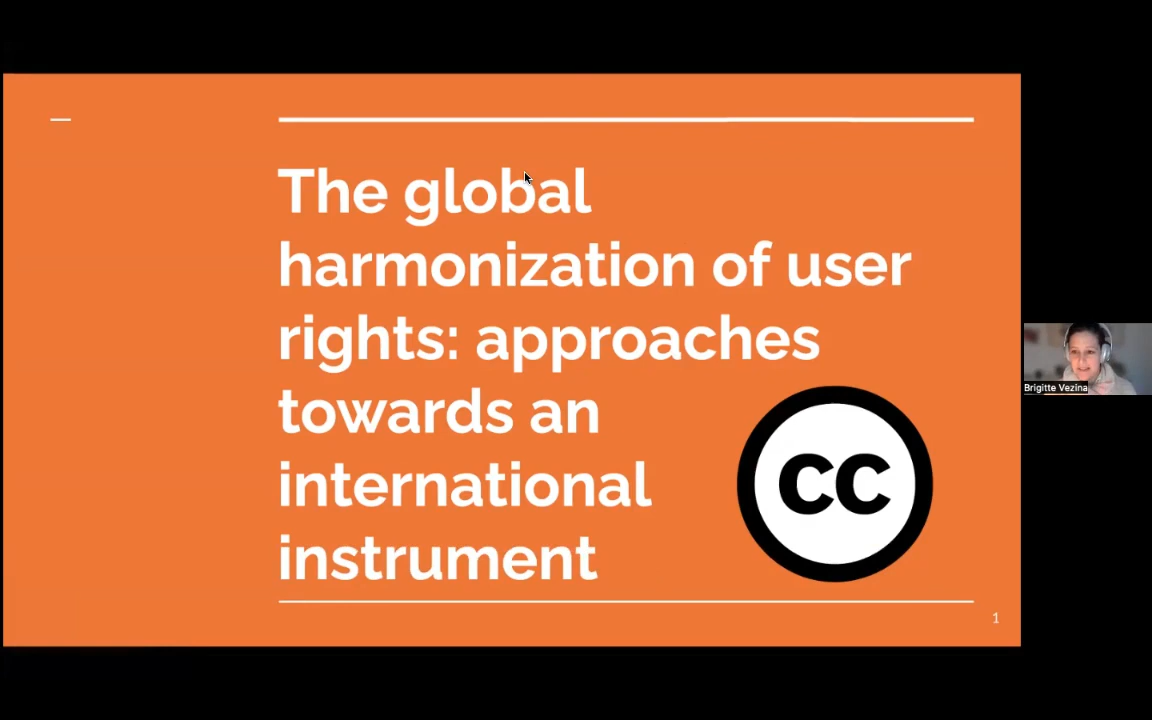 The global
harmonization of user
rights: approaches
towards an
international
instrument
cc
1
Brigitte Vezina